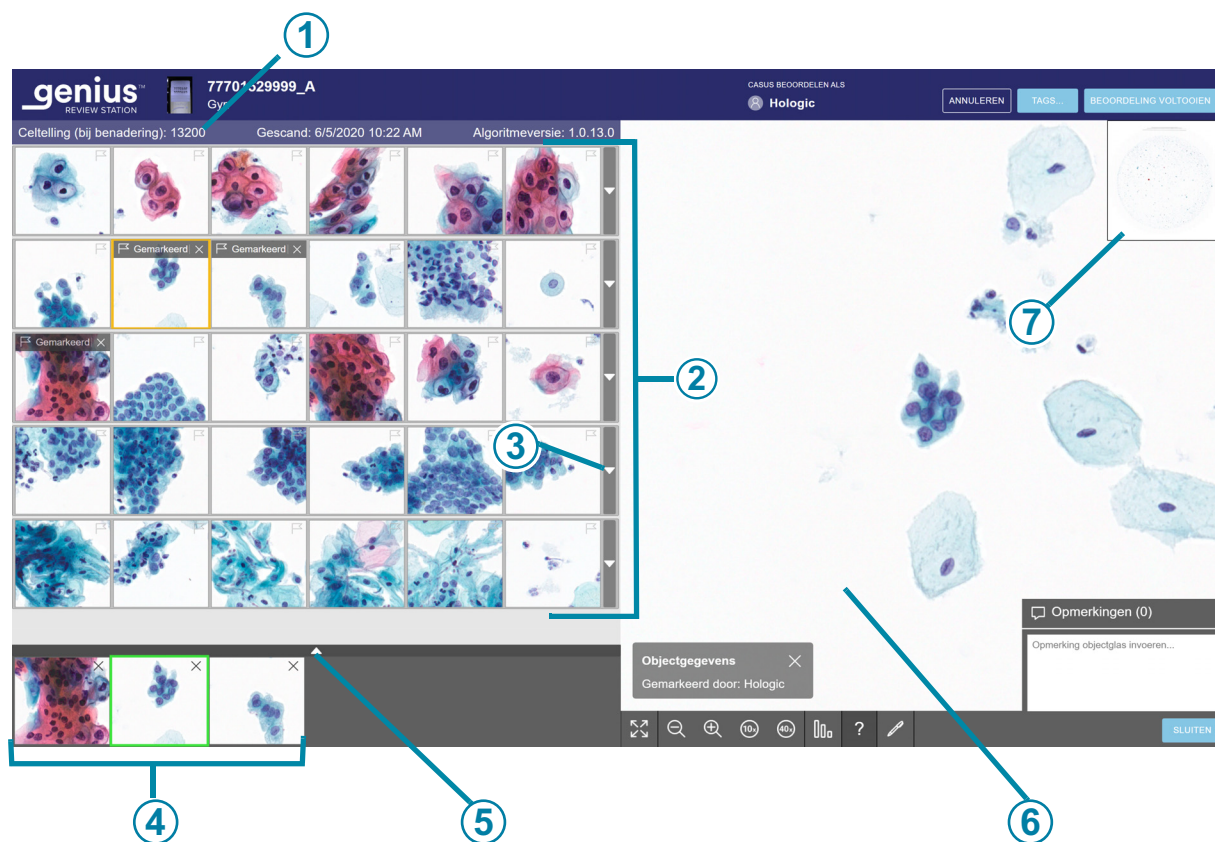 1
genius™
REVIEW STATION
77701529999_A
Gyn
CASUS BEOORDELEN ALS
Hologic
ANNULEREN
TAGS...
BEOORDELING VOLTOOIEN
Celtelling (bij benadering): 13200
Gescand: 6/5/2020 10:22 AM
Algoritmeversie: 1.0.13.0
Gemarkeerd
Gemarkeerd
Gemarkeerd
7
2
3
Opmerkingen (0)
Opmerking objectglas invoeren...
Objectgegevens
Gemarkeerd door: Hologic
10x
40x
?
SLUITEN
4
5
6